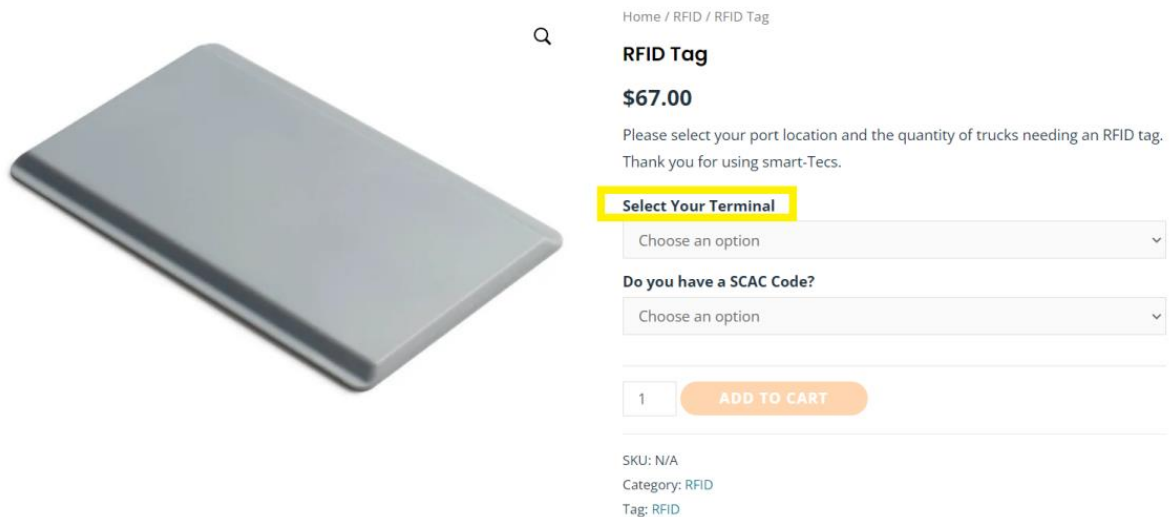 Home / RFID / RFID Tag
RFID Tag
$67.00
Please select your port location and the quantity of trucks needing an RFID tag.
Thank you for using smart-Tecs.
Select Your Terminal
Choose an option
Do you have a SCAC Code?
Choose an option
1 ADD TO CART
SKU: N/A
Category: RFID
Tag: RFID